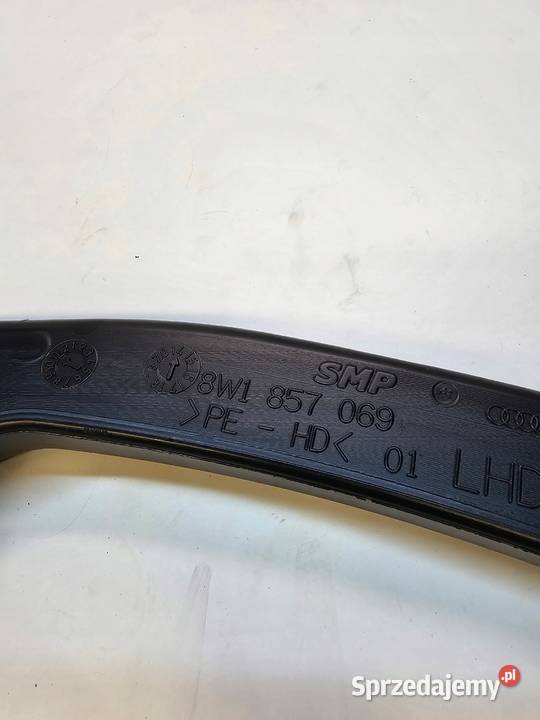 SMP
8W1 857 069
>PE - HD< 01 LHD
Sprzedajemy.pl